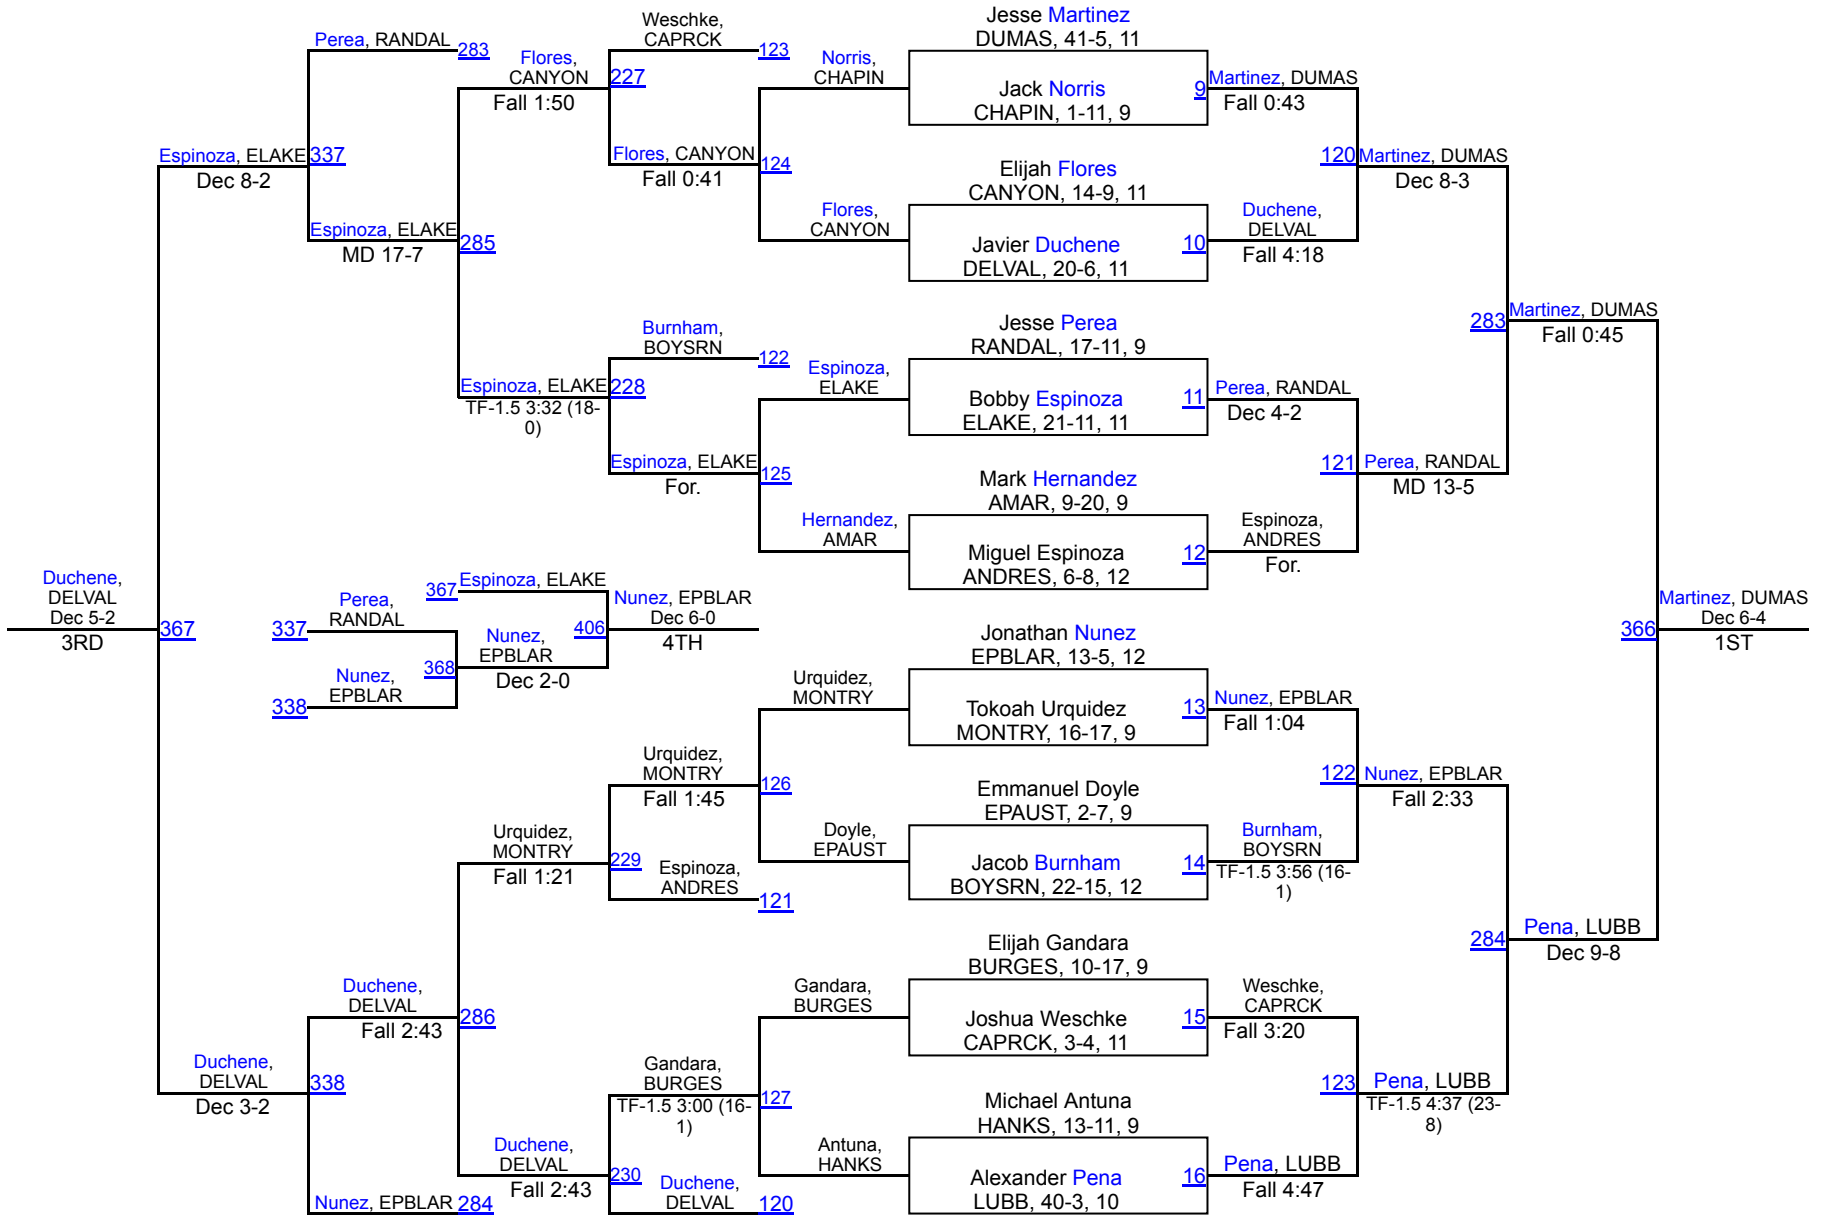 Perea, RANDAL
283
Espinoza, ELAKE
337
Dec 8-2
Espinoza, ELAKE
MD 17-7
285
Flores,
CANYON
Fall 1:50
227
Weschke,
CAPRCK
123
Flores, CANYON
Fall 0:41
124
Norris,
CHAPIN
Flores,
CANYON
Espinoza, ELAKE
TF-1.5 3:32 (18-
0)
228
Burnham,
BOYSRN
122
Espinoza, ELAKE
For.
125
Espinoza,
ELAKE
Hernandez,
AMAR
Jesse Martinez
DUMAS, 41-5, 11
Jack Norris
CHAPIN, 1-11, 9
9
Elijah Flores
CANYON, 14-9, 11
Javier Duchene
DELVAL, 20-6, 11
10
Jesse Perea
RANDAL, 17-11, 9
Bobby Espinoza
ELAKE, 21-11, 11
11
Mark Hernandez
AMAR, 9-20, 9
Miguel Espinoza
ANDRES, 6-8, 12
12
Martinez, DUMAS
Fall 0:43
120
Duchene,
DELVAL
Fall 4:18
Martinez, DUMAS
Dec 8-3
Perea, RANDAL
Dec 4-2
121
Espinoza,
ANDRES
For.
Perea, RANDAL
MD 13-5
283
Martinez, DUMAS
Fall 0:45
Duchene,
DELVAL
Dec 5-2
3RD
367
337
Perea,
RANDAL
338
Nunez,
EPBLAR
368
367
Espinoza, ELAKE
Nunez,
EPBLAR
Dec 2-0
406
Nunez, EPBLAR
Dec 6-0
4TH
366
Martinez, DUMAS
Dec 6-4
1ST
Jonathan Nunez
EPBLAR, 13-5, 12
Tokoah Urquidez
MONTRY, 16-17, 9
13
Emmanuel Doyle
EPAUST, 2-7, 9
Jacob Burnham
BOYSRN, 22-15, 12
14
Elijah Gandara
BURGES, 10-17, 9
Joshua Weschke
CAPRCK, 3-4, 11
15
Michael Antuna
HANKS, 13-11, 9
Alexander Pena
LUBB, 40-3, 10
16
Urquidez,
MONTRY
Doyle,
EPAUST
126
Urquidez,
MONTRY
Fall 1:45
229
Espinoza,
ANDRES
121
Urquidez,
MONTRY
Fall 1:21
286
Duchene,
DELVAL
Fall 2:43
338
Duchene,
DELVAL
Dec 3-2
Nunez, EPBLAR
284
Gandara,
BURGES
Antuna,
HANKS
127
Gandara,
BURGES
TF-1.5 3:00 (16-
1)
230
Duchene,
DELVAL
120
Duchene,
DELVAL
Fall 2:43
Nunez, EPBLAR
Fall 1:04
122
Burnham,
BOYSRN
TF-1.5 3:56 (16-
1)
Nunez, EPBLAR
Fall 2:33
284
Weschke,
CAPRCK
Fall 3:20
123
Pena, LUBB
Fall 4:47
Pena, LUBB
TF-1.5 4:37 (23-
8)
Pena, LUBB
Dec 9-8